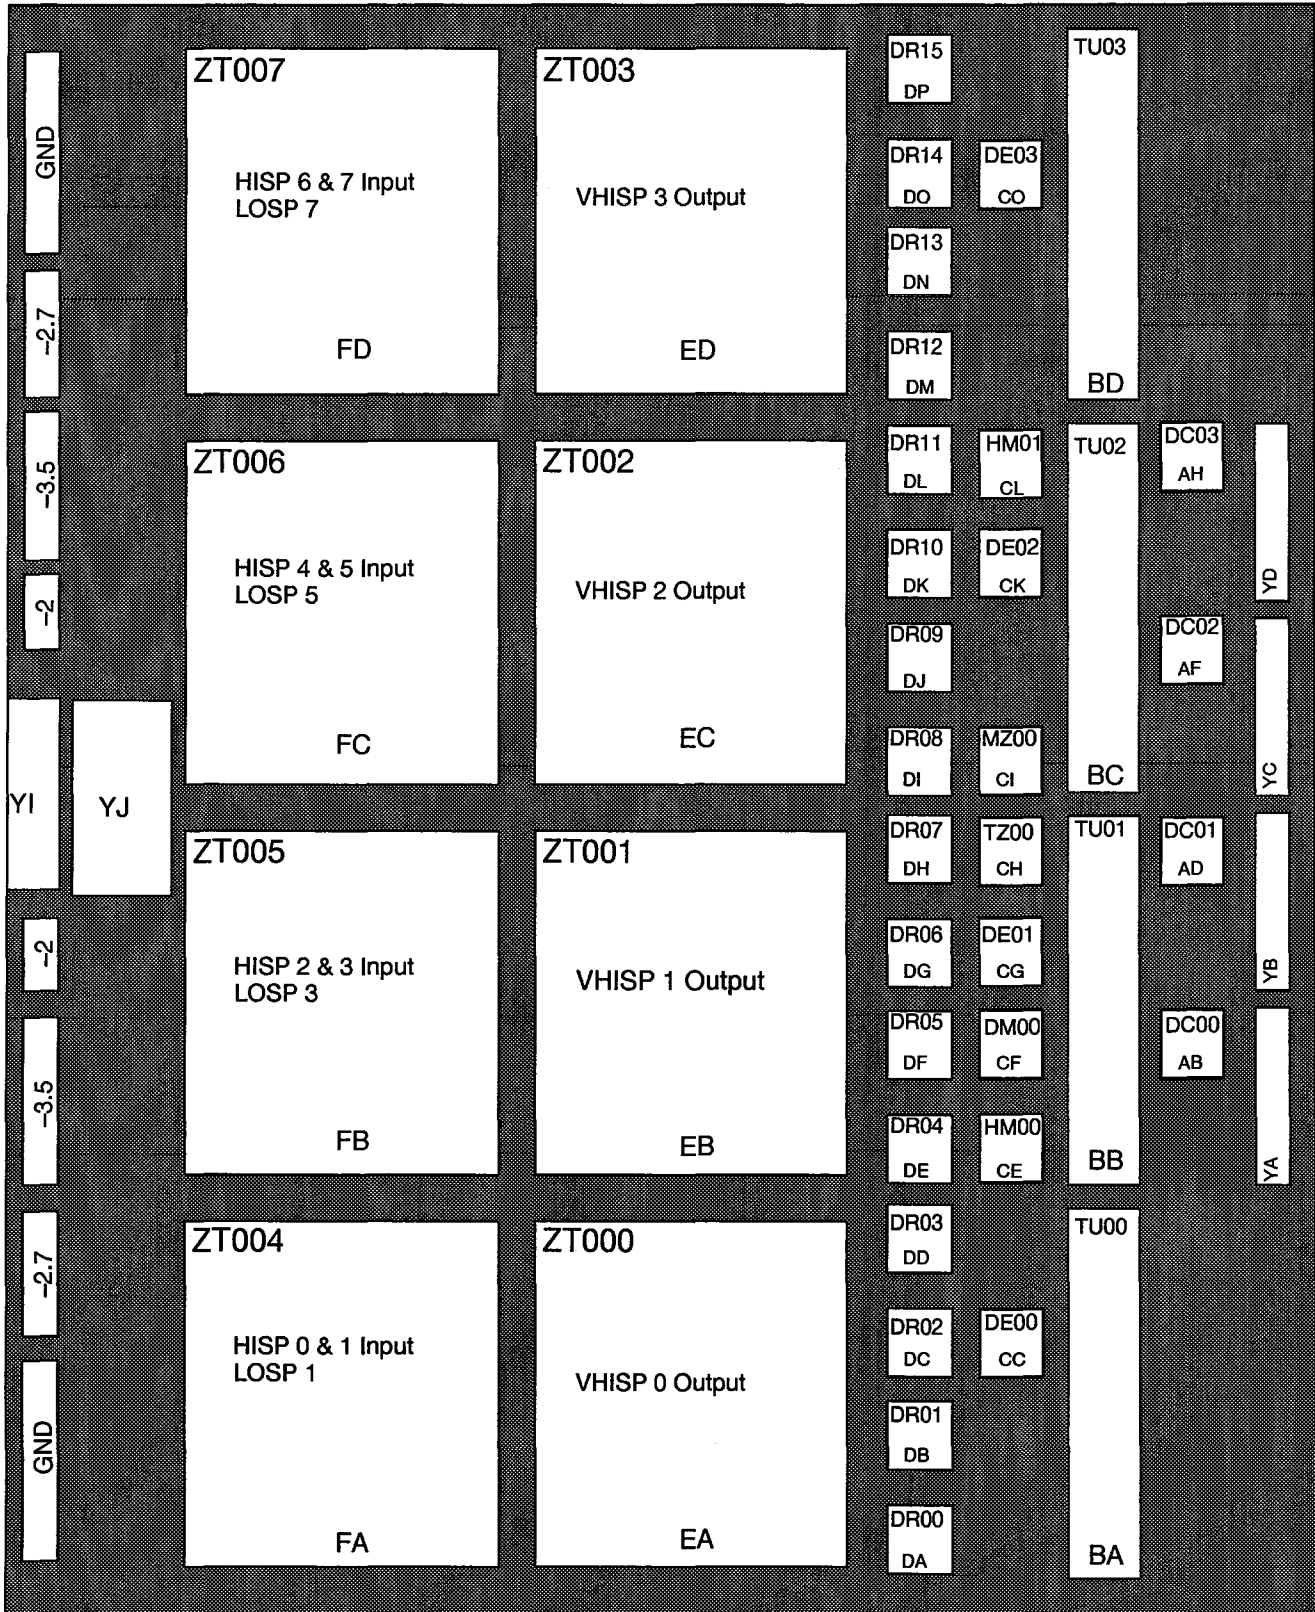 GND
-2.7
-3.5
-2
YI
YJ
-2
-3.5
-2.7
GND
ZT007
HISP 6 & 7 Input
LOSP 7
FD
ZT006
HISP 4 & 5 Input
LOSP 5
FC
ZT005
HISP 2 & 3 Input
LOSP 3
FB
ZT004
HISP 0 & 1 Input
LOSP 1
FA
ZT003
VHISP 3 Output
ED
ZT002
VHISP 2 Output
EC
ZT001
VHISP 1 Output
EB
ZT000
VHISP 0 Output
EA
DR15
DP
DR14
DO
DR13
DN
DR12
DM
DR11
DL
DR10
DK
DR09
DJ
DR08
DI
DR07
DH
DR06
DG
DR05
DF
DR04
DE
DR03
DD
DR02
DC
DR01
DB
DR00
DA
DE03
CO
HM01
CL
DE02
CK
MZ00
CI
TZ00
CH
DE01
CG
DM00
CF
HM00
CE
DE00
CC
TU03
BD
TU02
BC
TU01
BB
TU00
BA
DC03
AH
DC02
AF
DC01
AD
DC00
AB
YD
YC
YB
YA